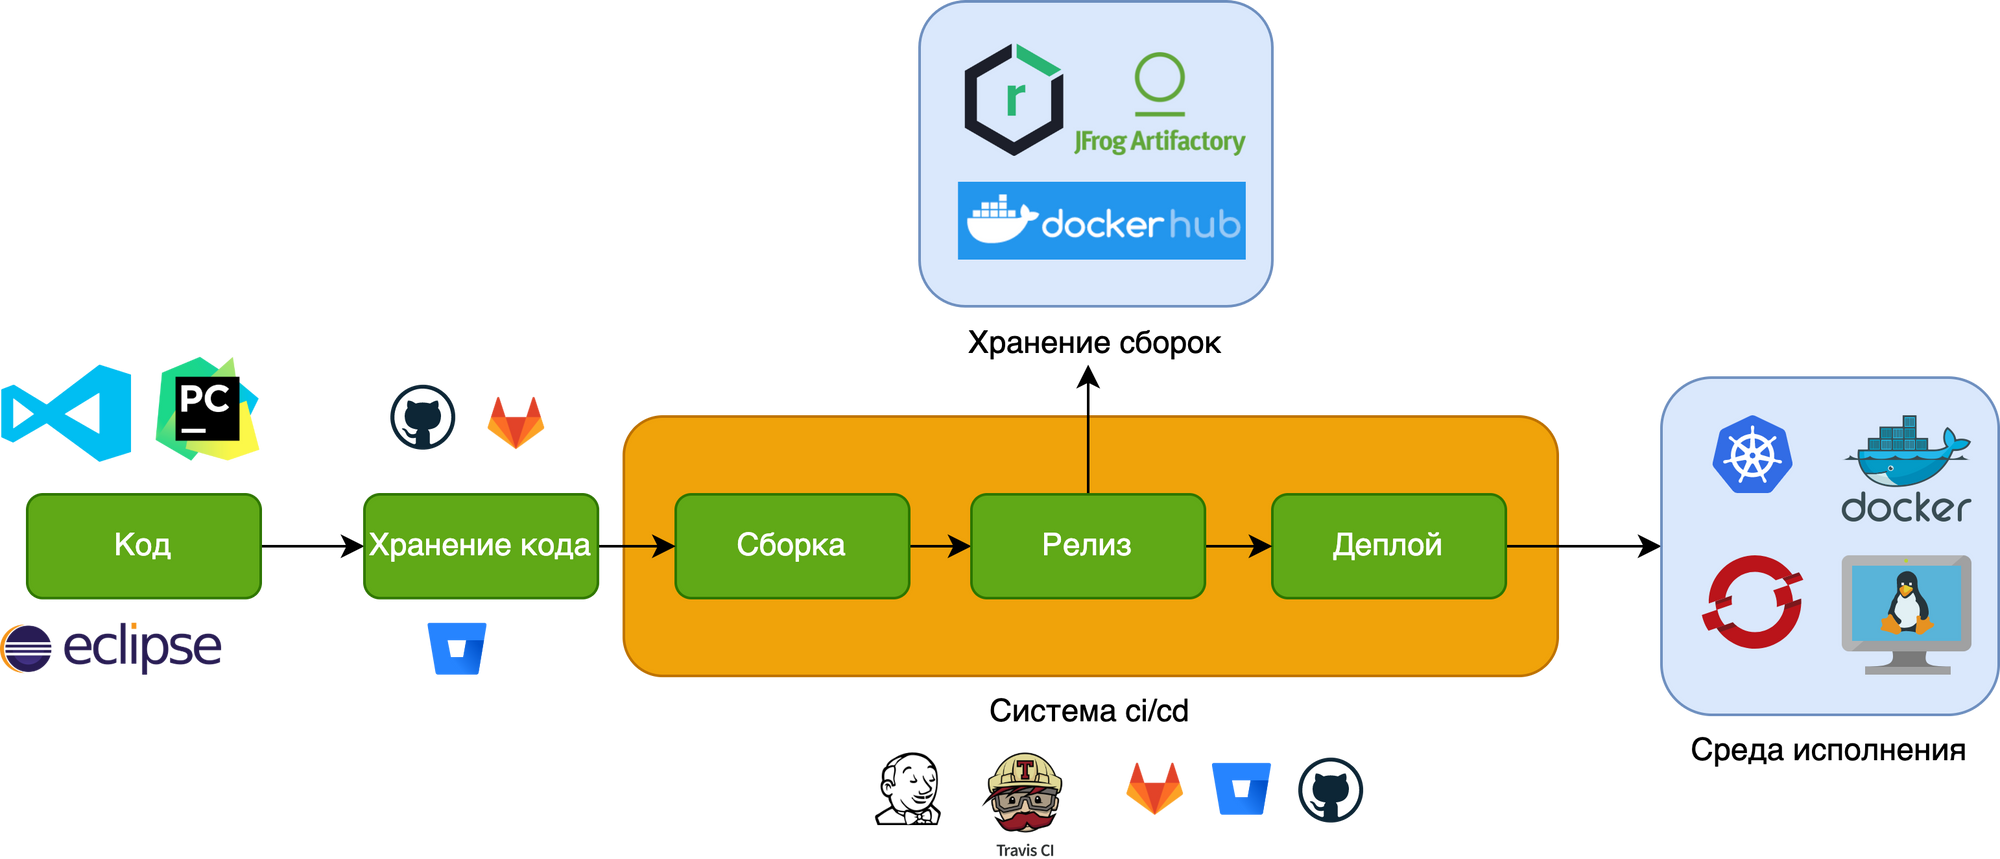 r
JFrog Artifactory
docker hub
Хранение сборок
PC
Код
Хранение кода
Сборка
Релиз
Деплой
docker
eclipse
Система ci/cd
Среда исполнения
T
Travis CI